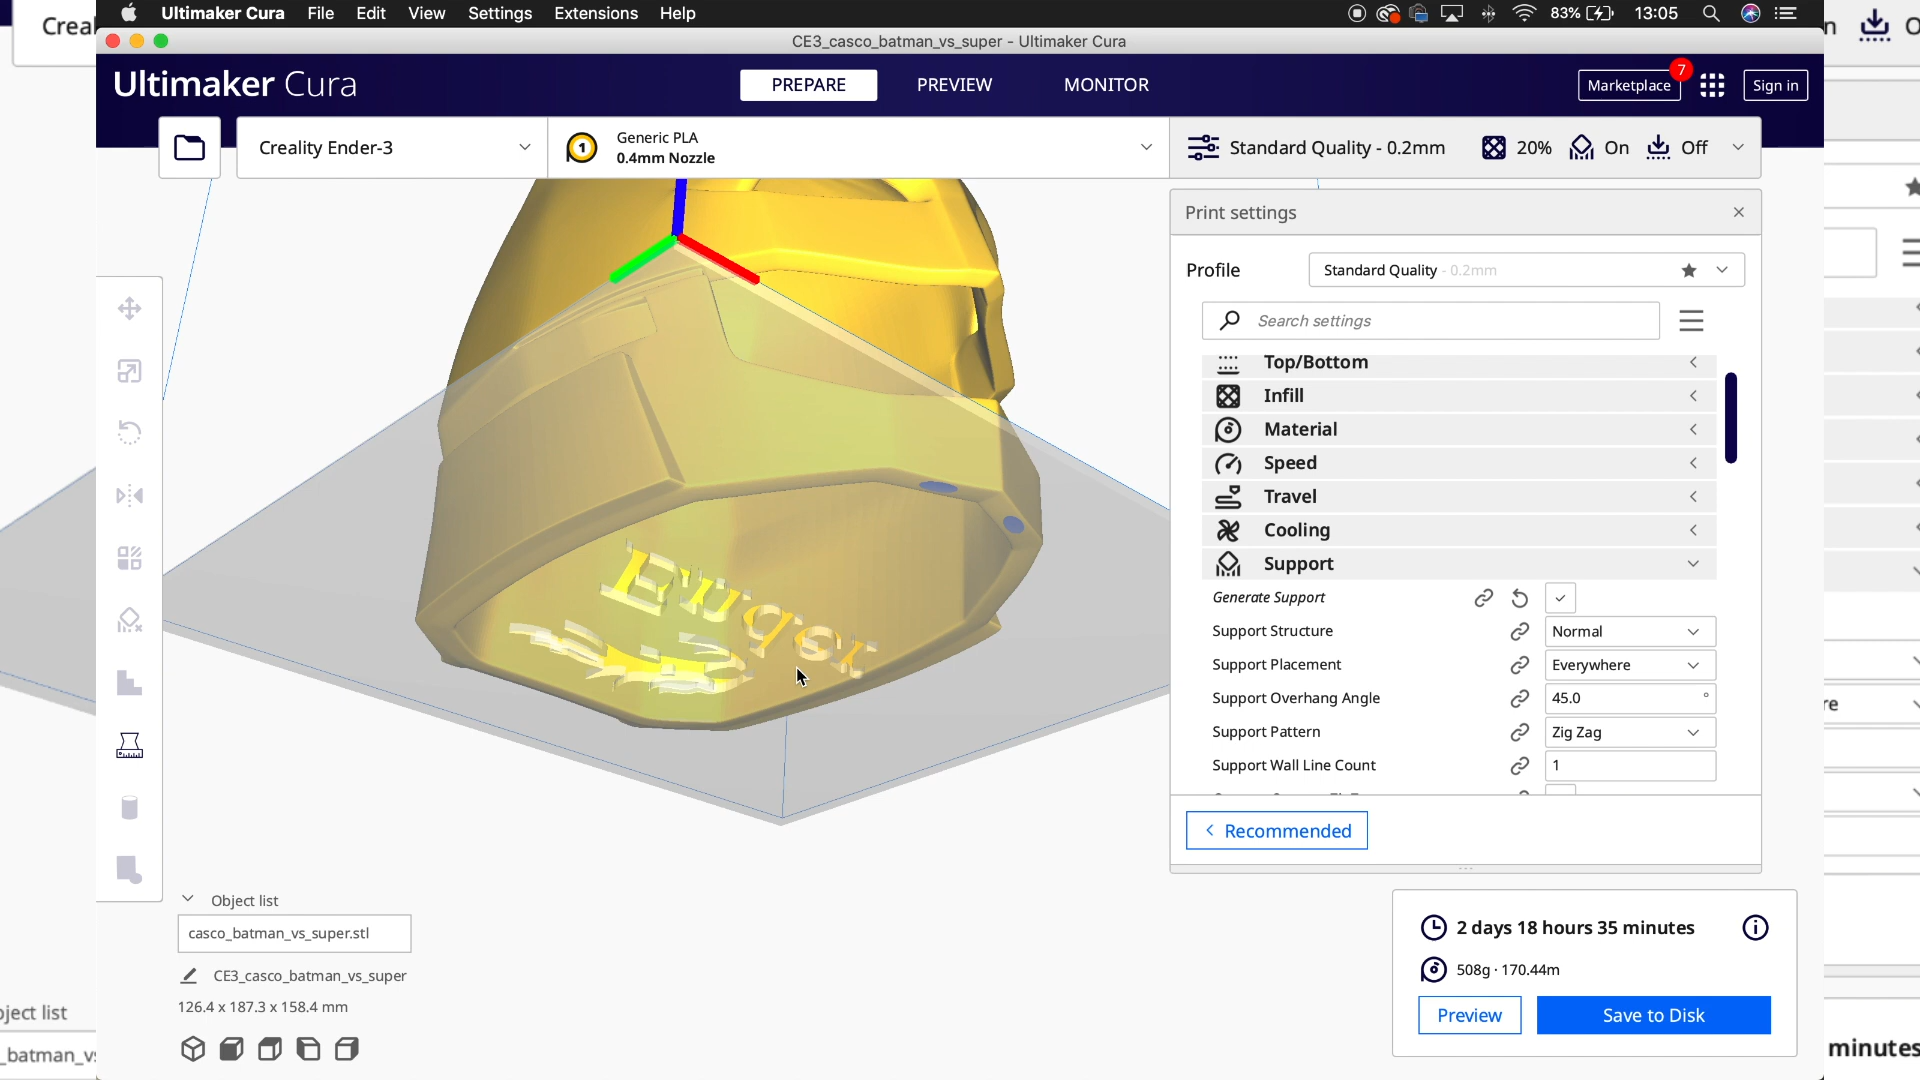 Ultimaker Cura File Edit View Settings Extensions Help 83% 13:05
CE3_casco_batman_vs_super - Ultimaker Cura
Ultimaker Cura PREPARE PREVIEW MONITOR Marketplace 7 Sign in
Creality Ender-3 1 Generic PLA
0.4mm Nozzle
Standard Quality - 0.2mm 20% On Off
Print settings
Profile Standard Quality - 0.2mm
Search settings
Top/Bottom
Infill
Material
Speed
Travel
Cooling
Support
Generate Support
Support Structure Normal
Support Placement Everywhere
Support Overhang Angle 45.0 °
Support Pattern Zig Zag
Support Wall Line Count 1
Recommended
Object list
casco_batman_vs_super.stl
CE3_casco_batman_vs_super
126.4 x 187.3 x 158.4 mm
2 days 18 hours 35 minutes
508g · 170.44m
Preview Save to Disk
minutes